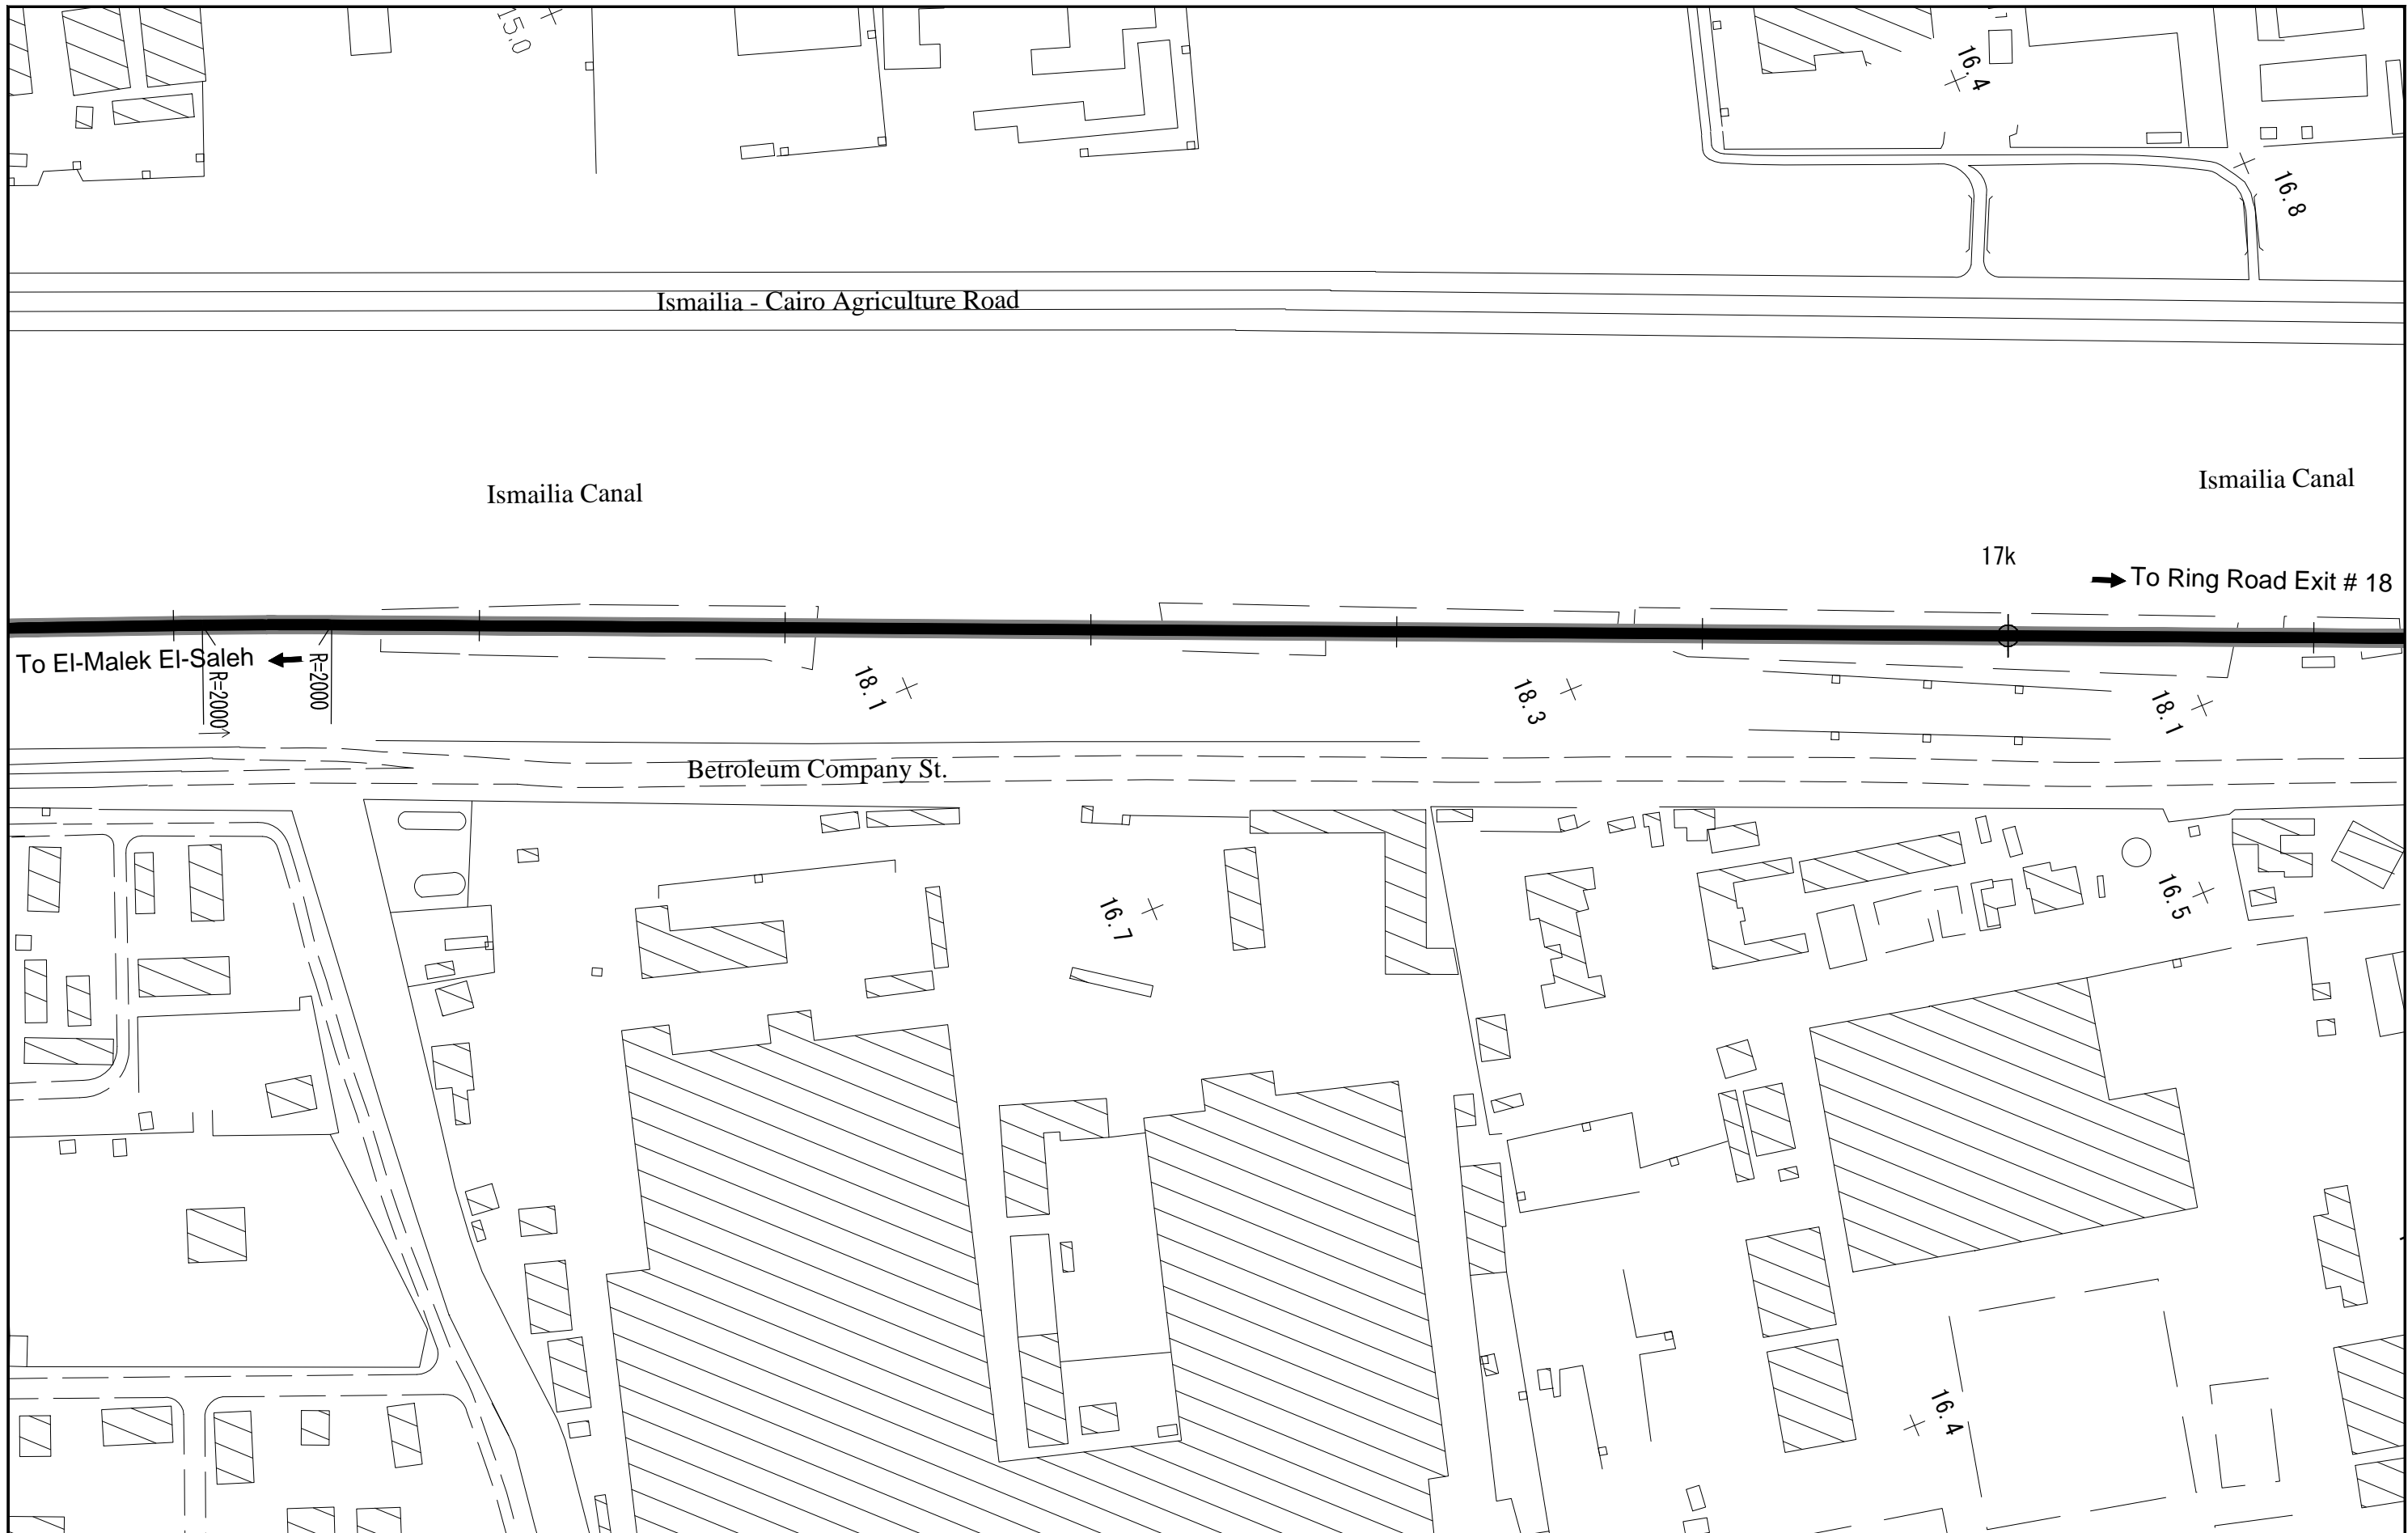 15.0
16.4
16.8
Ismailia - Cairo Agriculture Road
Ismailia Canal
Ismailia Canal
17k
To Ring Road Exit # 18
To El-Malek El-Saleh
R=2000
R=2000
18.1
18.3
18.1
Betroleum Company St.
16.7
16.5
16.4